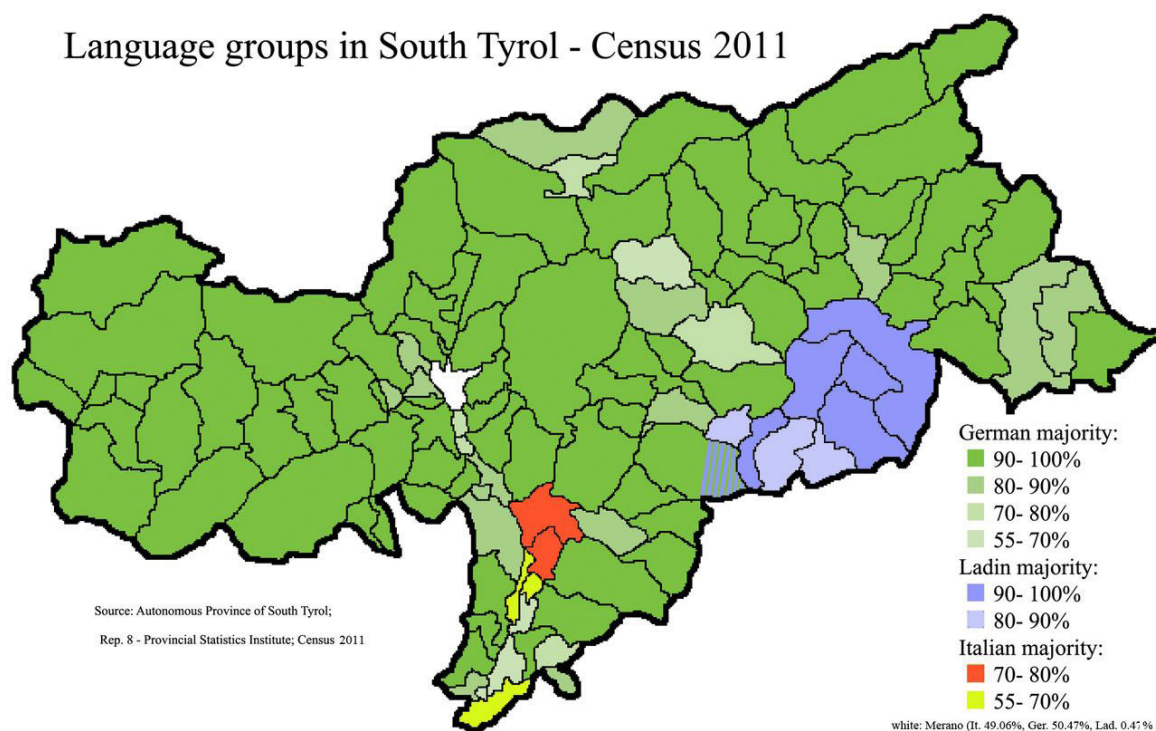 Language groups in South Tyrol - Census 2011
German majority:
90- 100%
80- 90%
70- 80%
55- 70%
Ladin majority:
90- 100%
80- 90%
Italian majority:
70- 80%
55- 70%
Source: Autonomous Province of South Tyrol;
Rep. 8 - Provincial Statistics Institute; Census 2011
white: Merano (It. 49.06%, Ger. 50.47%, Lad. 0.47%